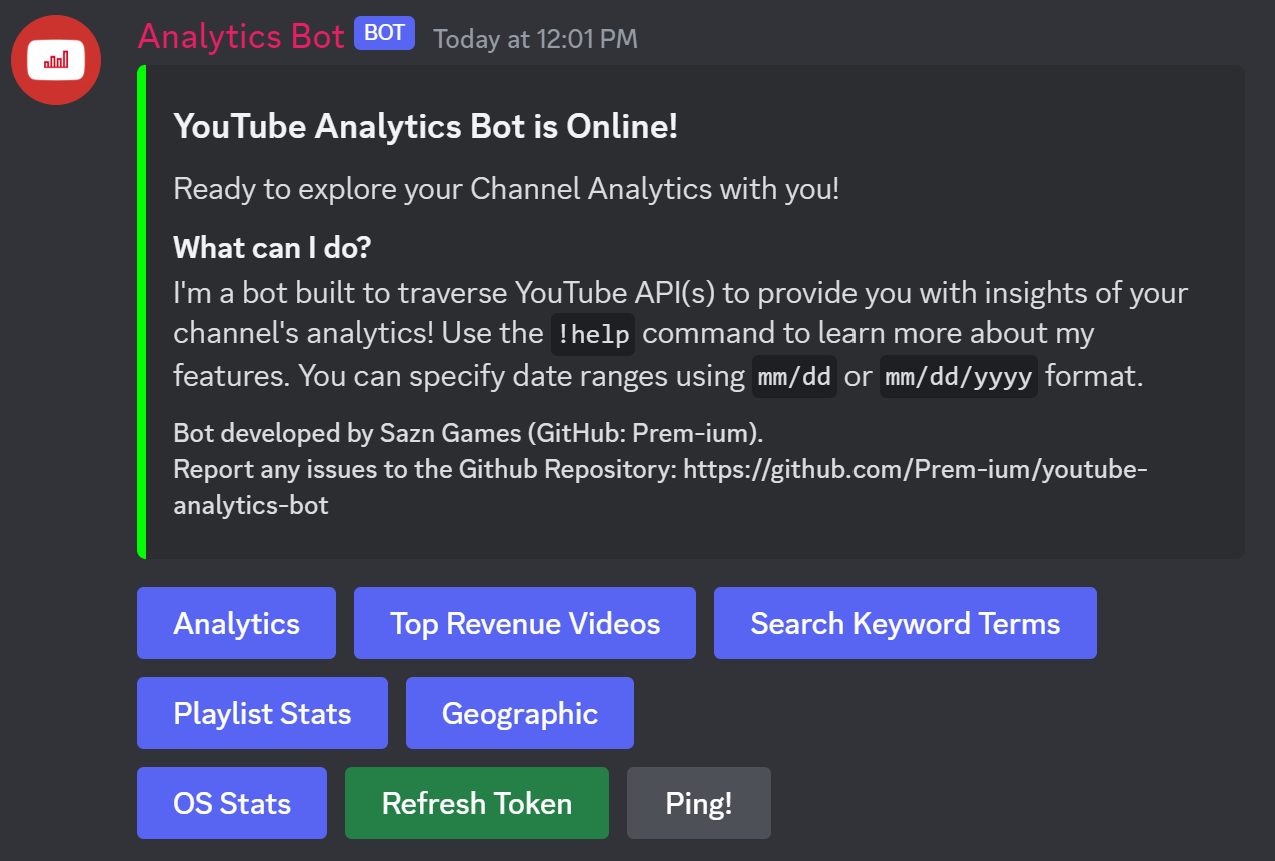 Analytics Bot BOT Today at 12:01 PM
YouTube Analytics Bot is Online!
Ready to explore your Channel Analytics with you!
What can I do?
I'm a bot built to traverse YouTube API(s) to provide you with insights of your
channel's analytics! Use the !help command to learn more about my
features. You can specify date ranges using mm/dd or mm/dd/yyyy format.
Bot developed by Sazn Games (GitHub: Prem-ium).
Report any issues to the Github Repository: https://github.com/Prem-ium/youtube-
analytics-bot
Analytics Top Revenue Videos Search Keyword Terms
Playlist Stats Geographic
OS Stats Refresh Token Ping!